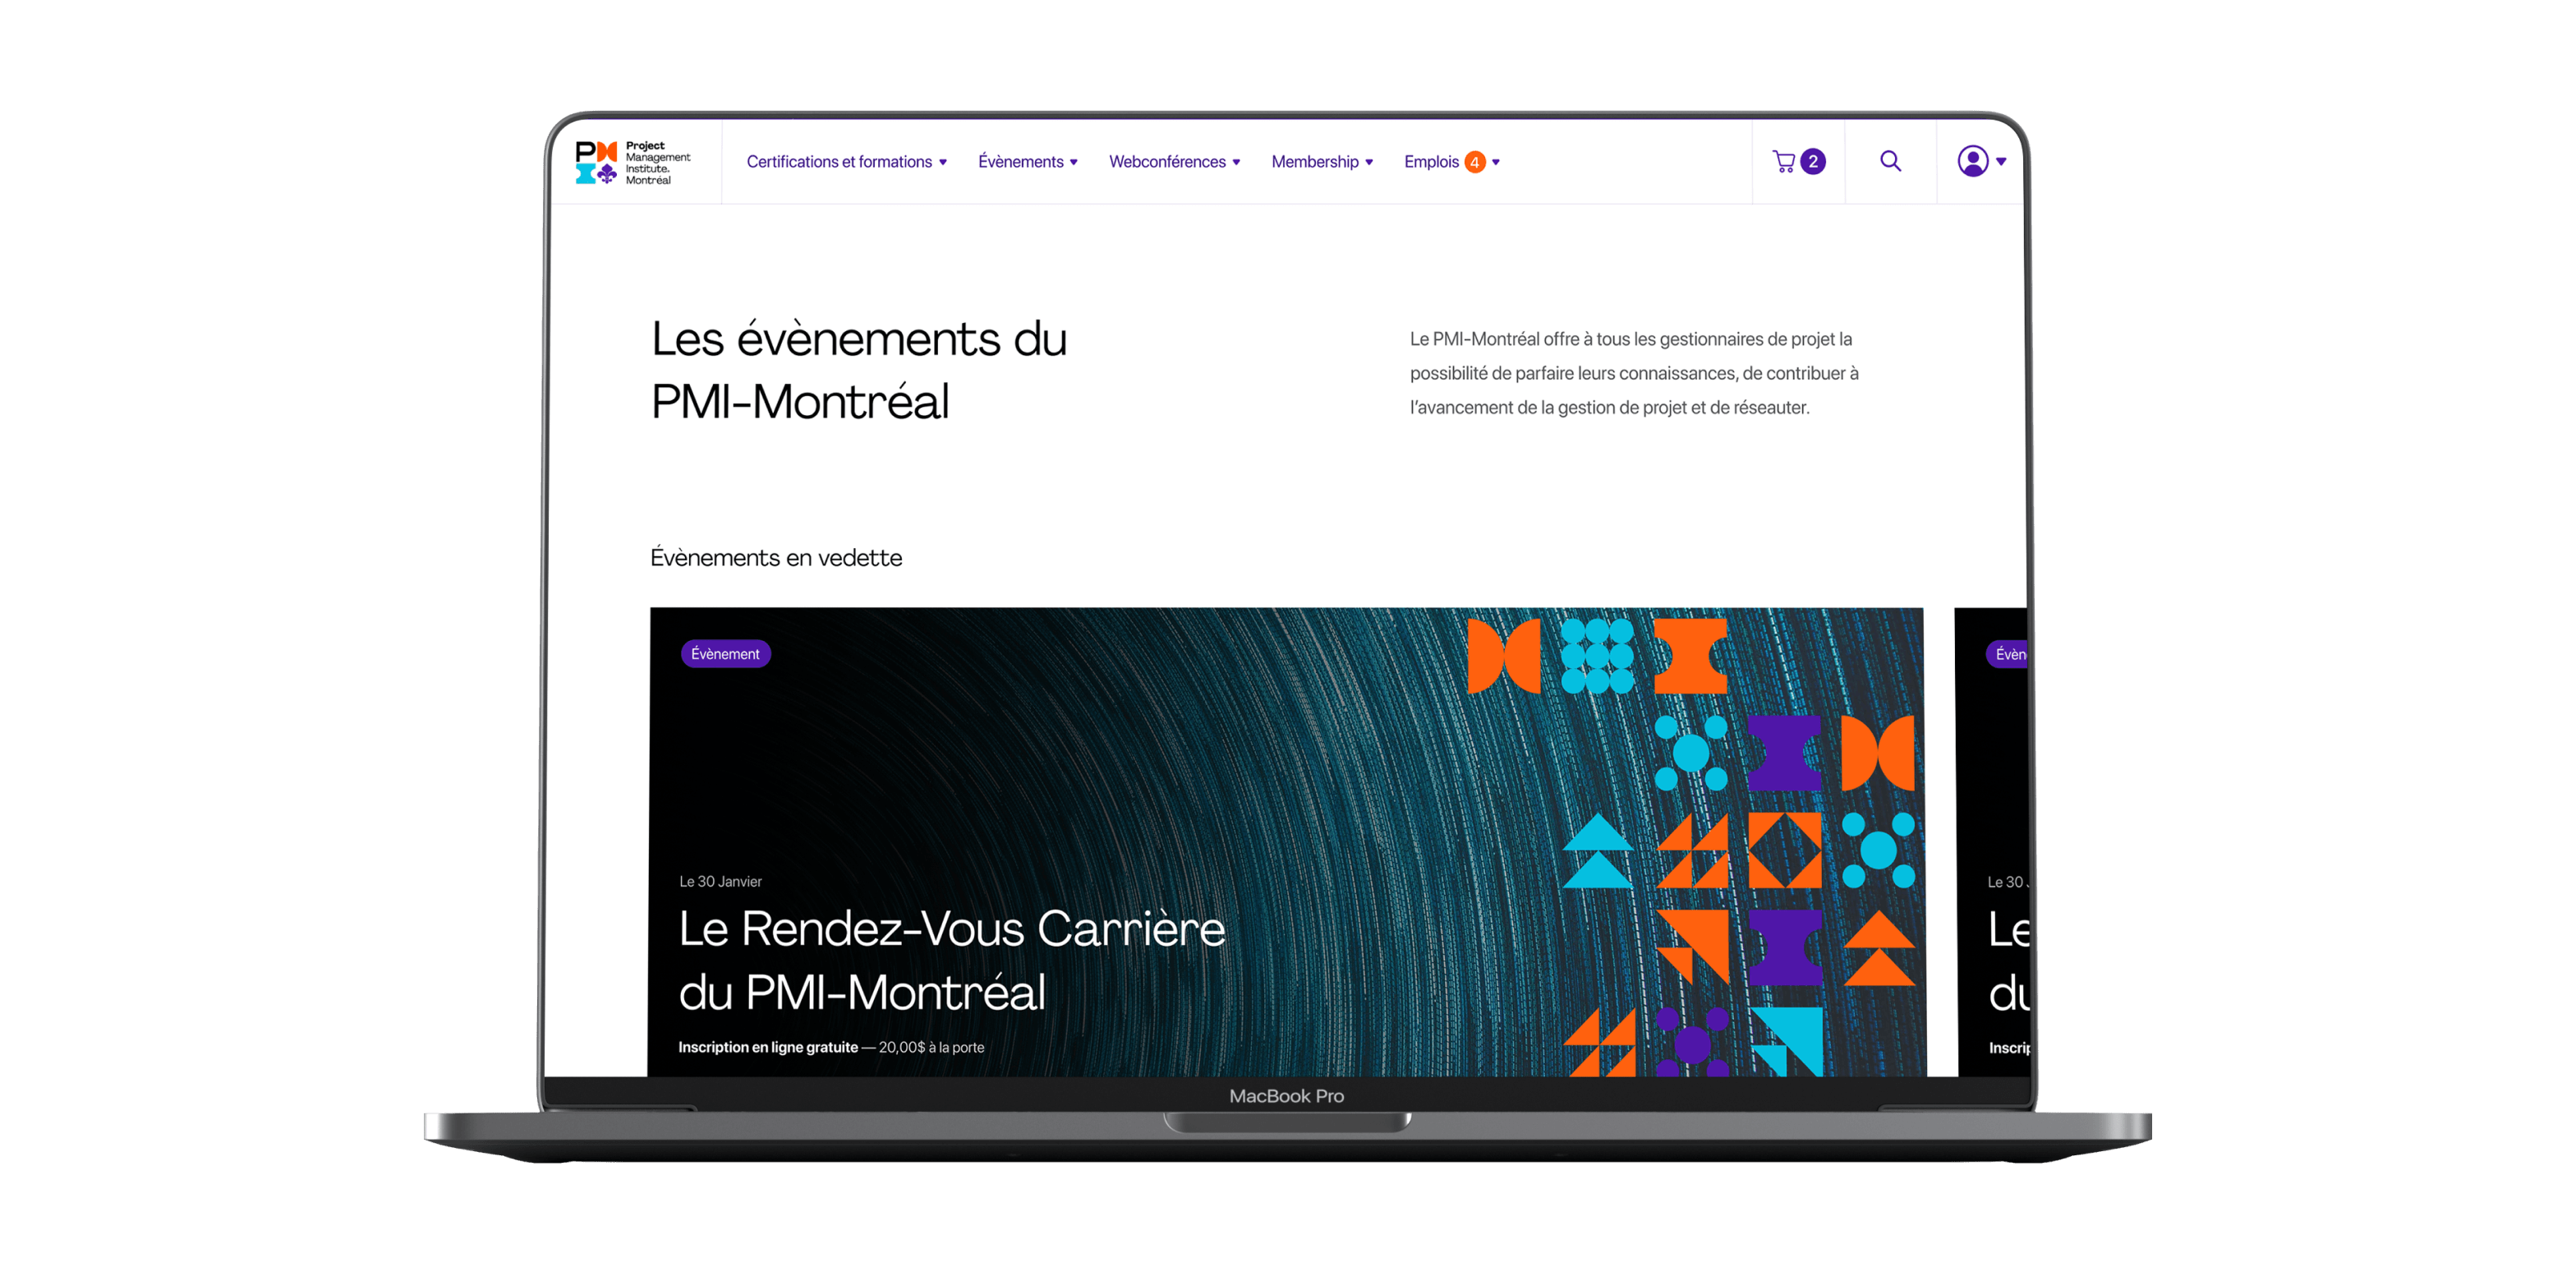 PM
Project
Management
Institute.
Montréal
Certifications et formations
Évènements
Webconférences
Membership
Emplois 4
2
Les évènements du
PMI-Montréal
Le PMI-Montréal offre à tous les gestionnaires de projet la
possibilité de parfaire leurs connaissances, de contribuer à
l’avancement de la gestion de projet et de réseauter.
Évènements en vedette
Évènement
Le 30 Janvier
Le Rendez-Vous Carrière
du PMI-Montréal
Inscription en ligne gratuite — 20,00$ à la porte
Évèn
Le 30
Le
du
Inscrip
MacBook Pro